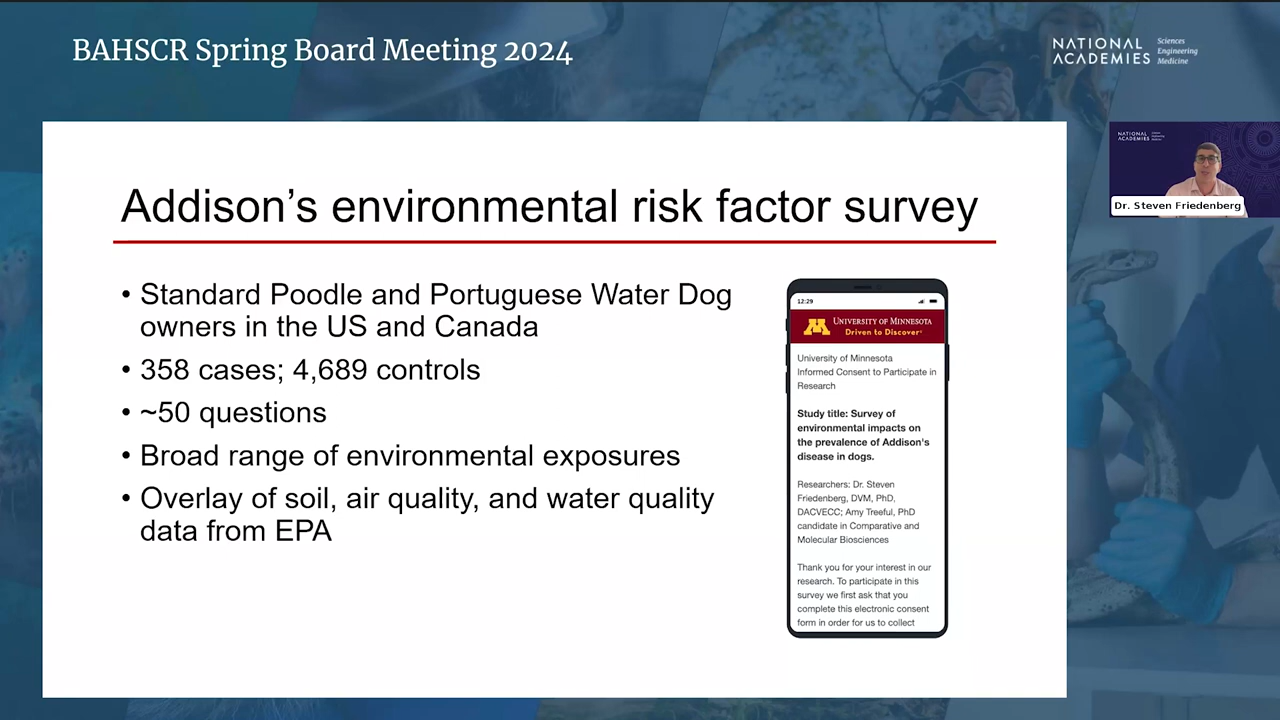 BAHSCR Spring Board Meeting 2024
NATIONAL ACADEMIES
Sciences
Engineering
Medicine
Addison's environmental risk factor survey
• Standard Poodle and Portuguese Water Dog
owners in the US and Canada
• 358 cases; 4,689 controls
• ~50 questions
• Broad range of environmental exposures
• Overlay of soil, air quality, and water quality
data from EPA
12:29
UNIVERSITY OF MINNESOTA
Driven to Discover
University of Minnesota
Informed Consent to Participate in
Research
Study title: Survey of
environmental impacts on
the prevalence of Addison's
disease in dogs.
Researchers: Dr. Steven
Friedenberg, DVM, PhD,
DACVECC; Amy Treeful, PhD
candidate in Comparative and
Molecular Biosciences
Thank you for your interest in our
research. To participate in this
survey we first ask that you
complete this electronic consent
form in order for us to collect
NATIONAL
ACADEMIES
Dr. Steven Friedenberg